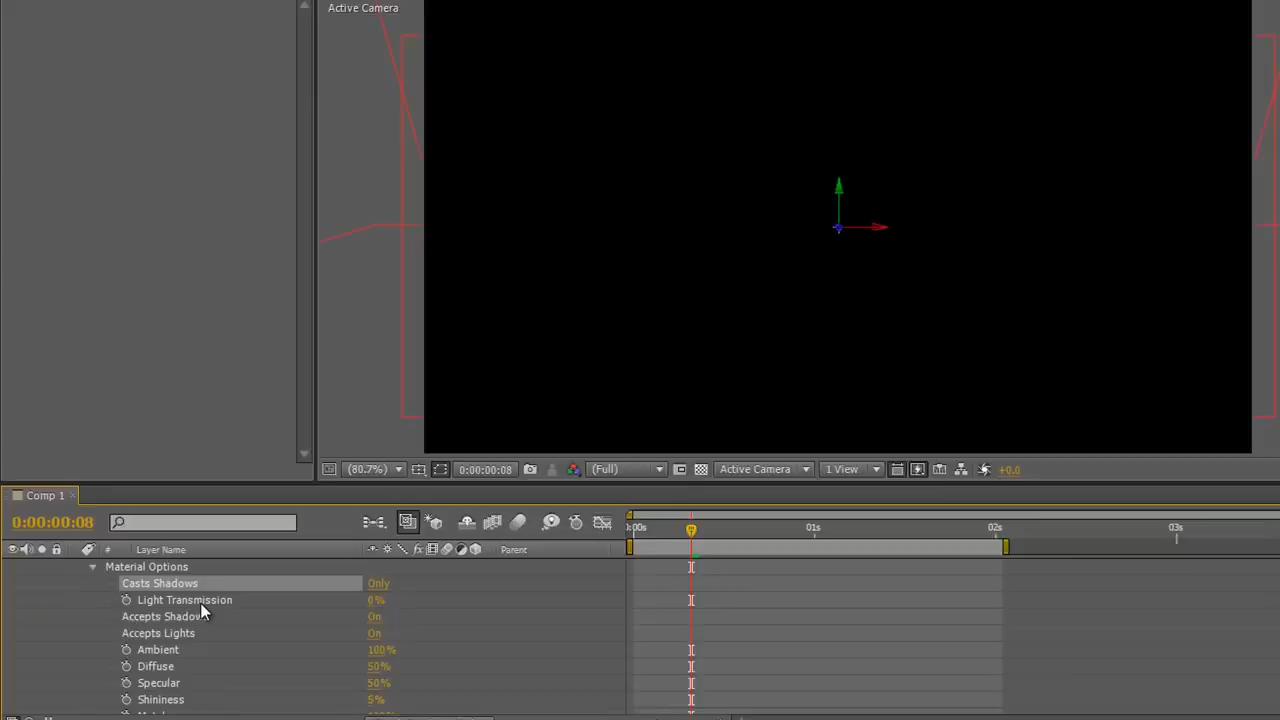 Active Camera
(80.7%) 0:00:00:08 (Full) Active Camera 1 View +0.0
Comp 1
0:00:00:08
:00s 01s 02s 03s
# Layer Name fx Parent
Material Options
Casts Shadows Only
Light Transmission 0%
Accepts Shadow On
Accepts Lights On
Ambient 100%
Diffuse 50%
Specular 50%
Shininess 5%